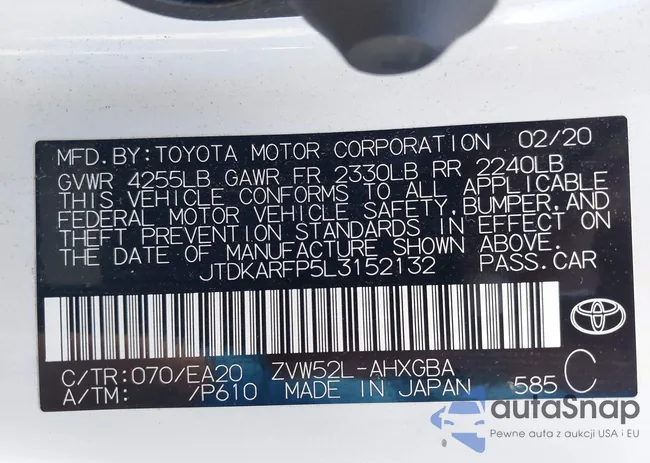 MFD. BY: TOYOTA MOTOR CORPORATION 02/20
GVWR 4255LB GAWR FR 2330LB RR 2240LB
THIS VEHICLE CONFORMS TO ALL APPLICABLE
FEDERAL MOTOR VEHICLE SAFETY, BUMPER, AND
THEFT PREVENTION STANDARDS IN EFFECT ON
THE DATE OF MANUFACTURE SHOWN ABOVE.
JTDKARFP5L3152132 PASS. CAR
C/TR: 070/EA20 ZVW52L-AHXGBA
A/TM: /P610 MADE IN JAPAN 585 C
autaSnap
Pewne auta z aukcji USA i EU